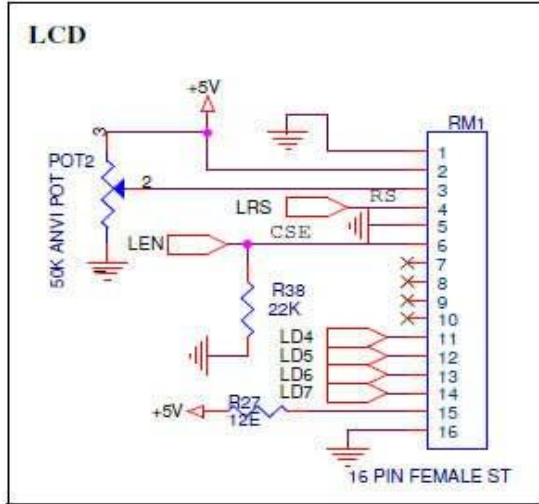 LCD
+5V
RM1
3
POT2
2
50K ANVI POT
1
LRS
RS
LEN
CSE
R38
22K
LD4
LD5
LD6
LD7
+5V
R27
12E
1
2
3
4
5
6
7
8
9
10
11
12
13
14
15
16
16 PIN FEMALE ST